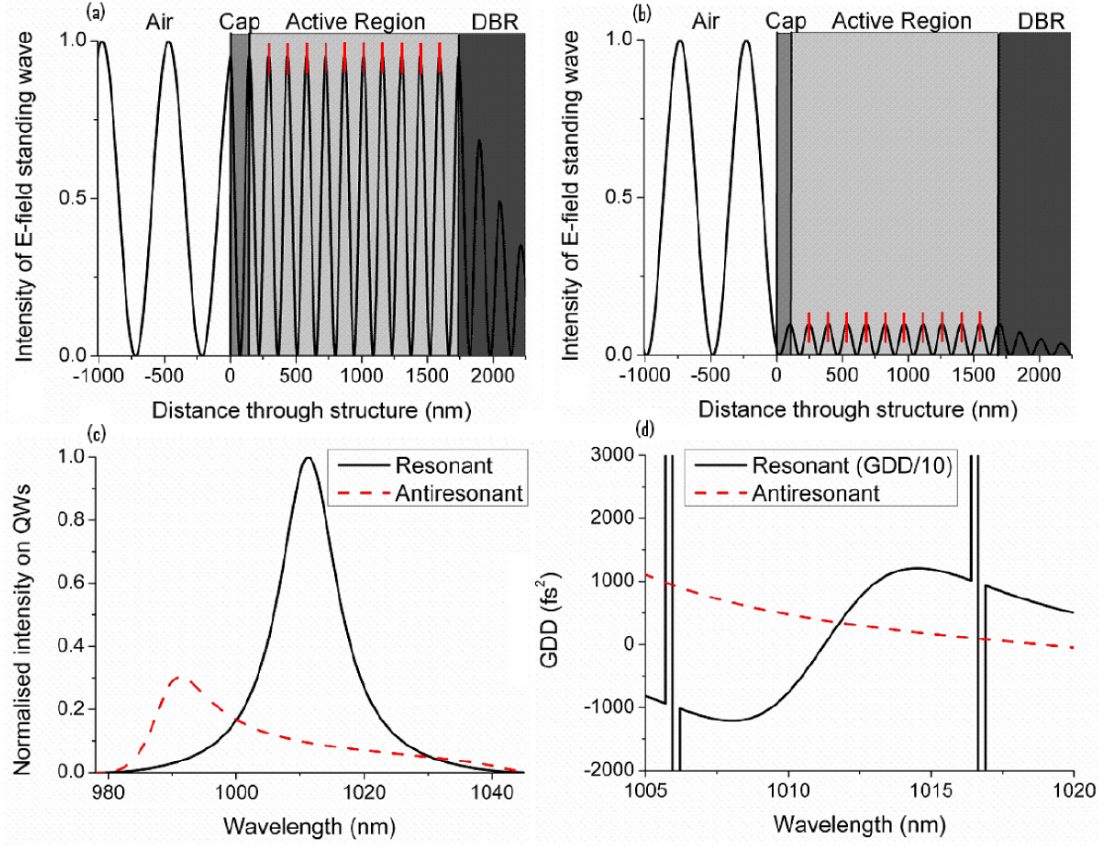 (a)
Air Cap Active Region DBR
1.0
0.5
0.0
-1000 -500 0 500 1000 1500 2000
Intensity of E-field standing wave
Distance through structure (nm)
(b)
Air Cap Active Region DBR
1.0
0.5
0.0
-1000 -500 0 500 1000 1500 2000
Intensity of E-field standing wave
Distance through structure (nm)
(c)
Resonant
Antiresonant
1.0
0.8
0.6
0.4
0.2
0.0
980 1000 1020 1040
Normalised intensity on QWs
Wavelength (nm)
(d)
Resonant (GDD/10)
Antiresonant
3000
2000
1000
0
-1000
-2000
1005 1010 1015 1020
GDD (fs²)
Wavelength (nm)